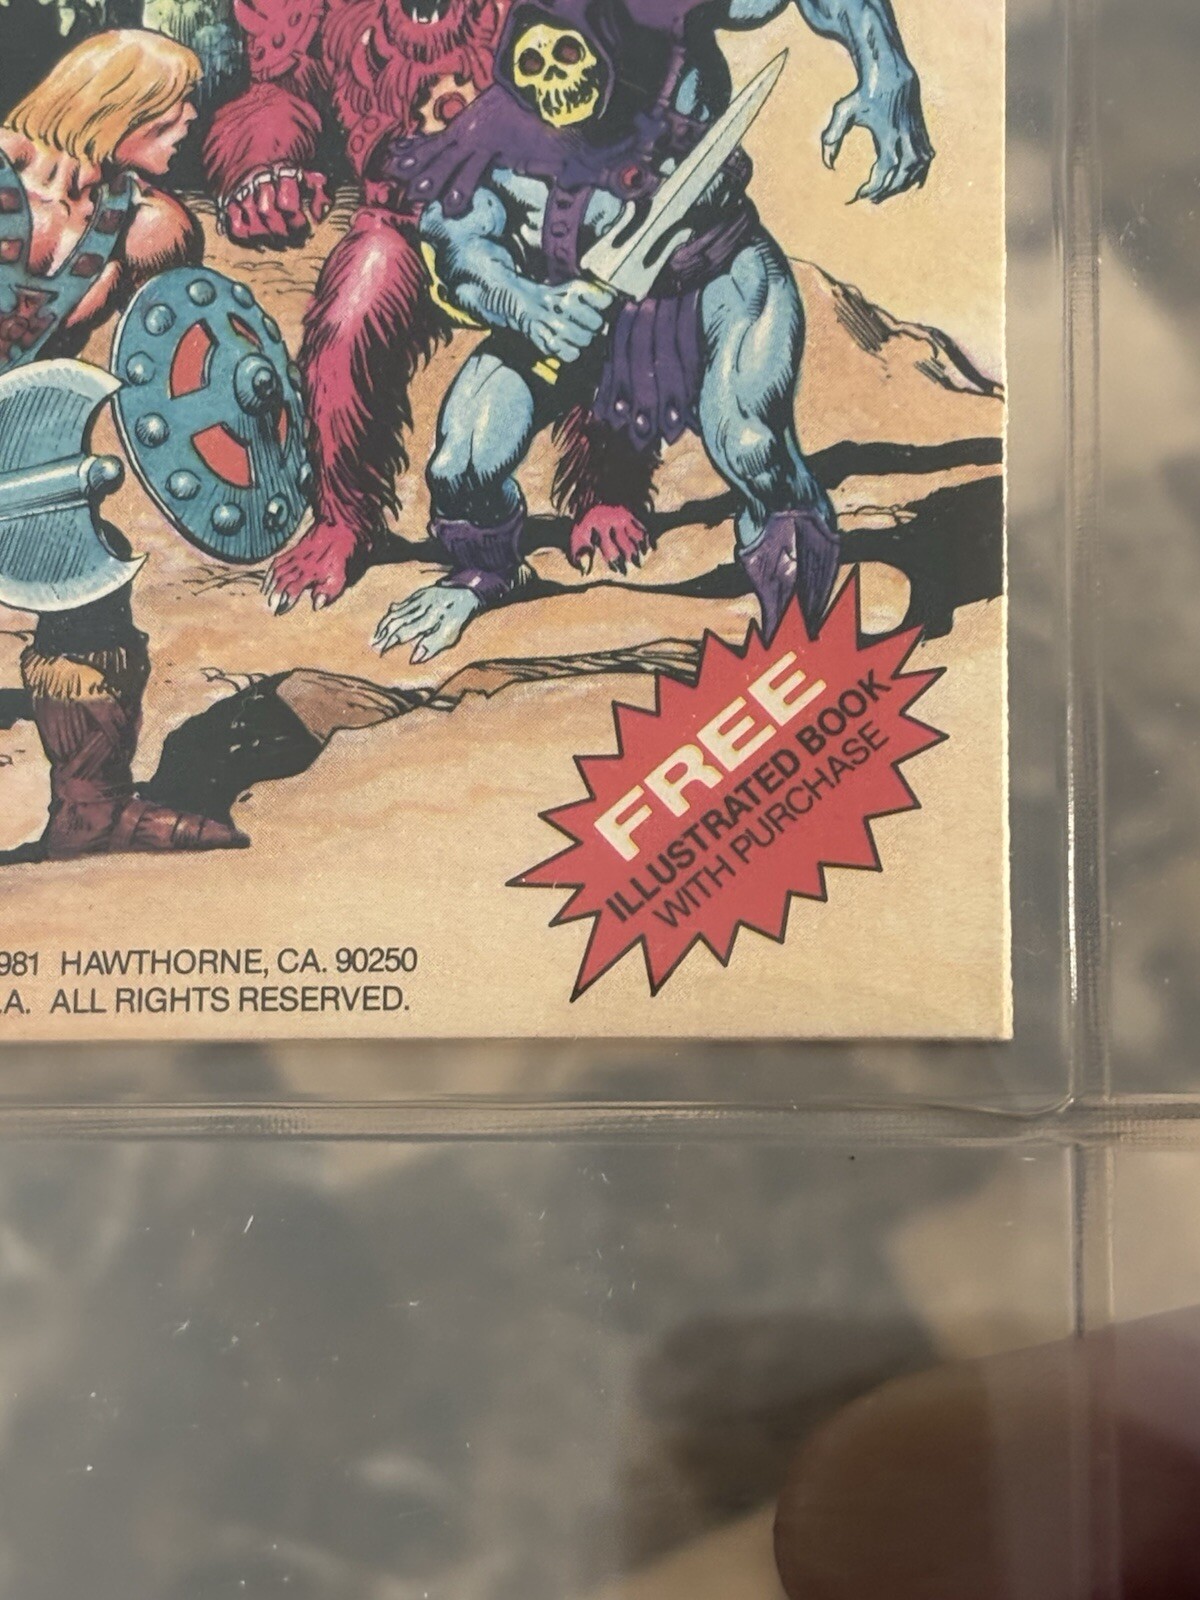 FREE
ILLUSTRATED BOOK
WITH PURCHASE
981 HAWTHORNE, CA. 90250
.A. ALL RIGHTS RESERVED.